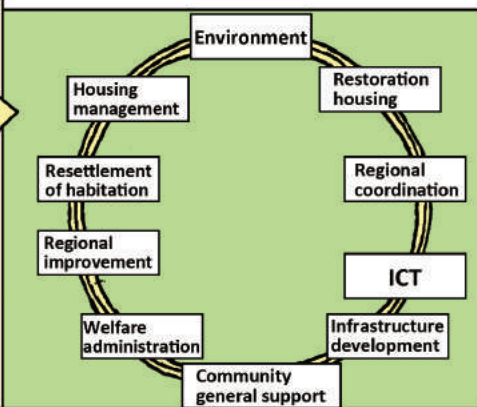 Environment
Restoration
housing
Regional
coordination
ICT
Infrastructure
development
Community
general support
Welfare
administration
Regional
improvement
Resettlement
of habitation
Housing
management